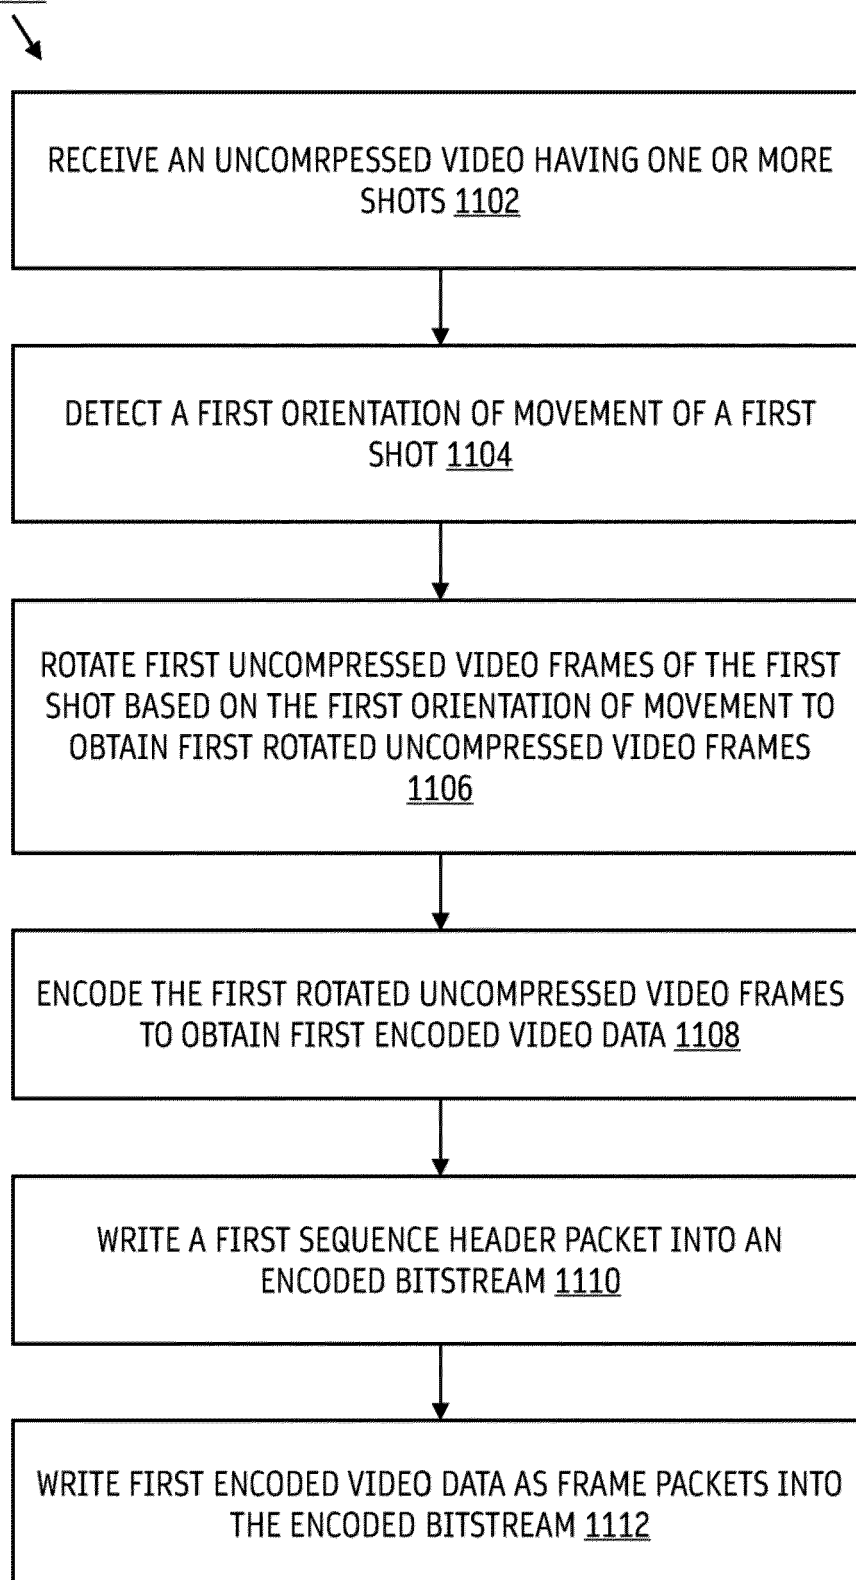 RECEIVE AN UNCOMRPESSED VIDEO HAVING ONE OR MORE
SHOTS 1102
DETECT A FIRST ORIENTATION OF MOVEMENT OF A FIRST
SHOT 1104
ROTATE FIRST UNCOMPRESSED VIDEO FRAMES OF THE FIRST
SHOT BASED ON THE FIRST ORIENTATION OF MOVEMENT TO
OBTAIN FIRST ROTATED UNCOMPRESSED VIDEO FRAMES
1106
ENCODE THE FIRST ROTATED UNCOMPRESSED VIDEO FRAMES
TO OBTAIN FIRST ENCODED VIDEO DATA 1108
WRITE A FIRST SEQUENCE HEADER PACKET INTO AN
ENCODED BITSTREAM 1110
WRITE FIRST ENCODED VIDEO DATA AS FRAME PACKETS INTO
THE ENCODED BITSTREAM 1112